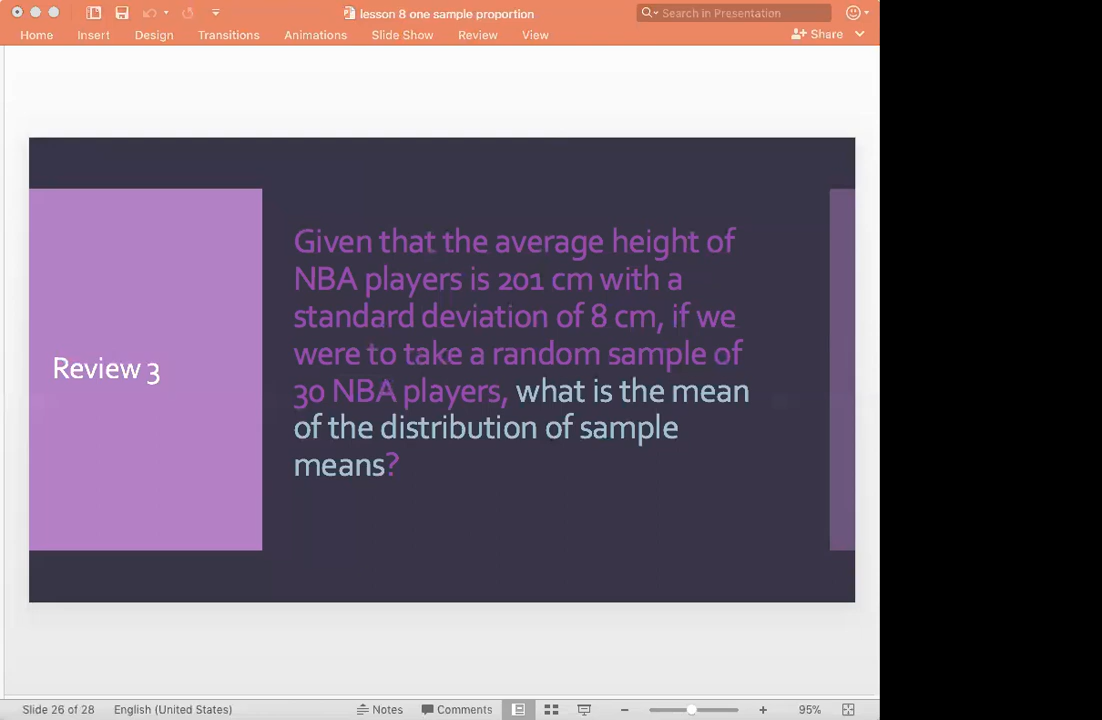 lesson 8 one sample proportion
Search in Presentation
Home Insert Design Transitions Animations Slide Show Review View
Share
Review 3
Given that the average height of
NBA players is 201 cm with a
standard deviation of 8 cm, if we
were to take a random sample of
30 NBA players, what is the mean
of the distribution of sample
means?
Slide 26 of 28 English (United States) Notes Comments 95%